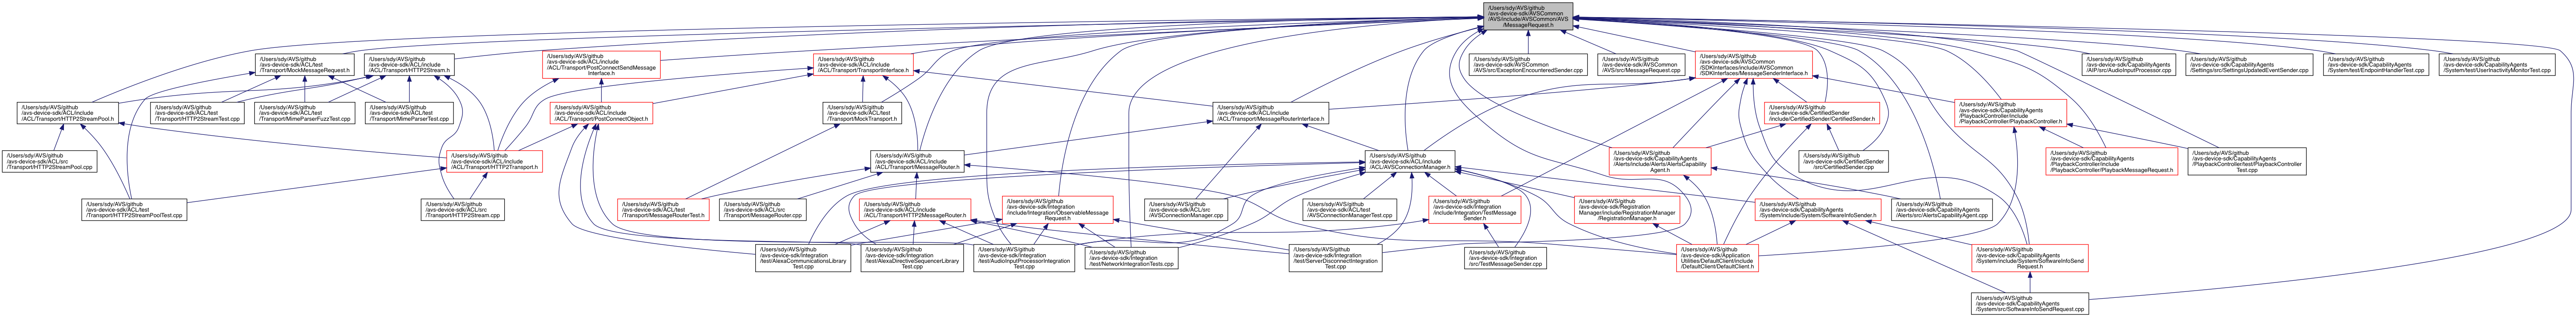 /Users/sdy/AVS/github
/avs-device-sdk/AVSCommon
/AVS/include/AVSCommon/AVS
/MessageRequest.h
/Users/sdy/AVS/github
/avs-device-sdk/ACL/test
/Transport/MockMessageRequest.h
/Users/sdy/AVS/github
/avs-device-sdk/ACL/include
/ACL/Transport/HTTP2Stream.h
/Users/sdy/AVS/github
/avs-device-sdk/ACL/include
/ACL/Transport/PostConnectSendMessage
Interface.h
/Users/sdy/AVS/github
/avs-device-sdk/ACL/include
/ACL/Transport/TransportInterface.h
/Users/sdy/AVS/github
/avs-device-sdk/AVSCommon
/AVS/src/ExceptionEncounteredSender.cpp
/Users/sdy/AVS/github
/avs-device-sdk/AVSCommon
/AVS/src/MessageRequest.cpp
/Users/sdy/AVS/github
/avs-device-sdk/AVSCommon
/SDKInterfaces/include/AVSCommon
/SDKInterfaces/MessageSenderInterface.h
/Users/sdy/AVS/github
/avs-device-sdk/CapabilityAgents
/AIP/src/AudioInputProcessor.cpp
/Users/sdy/AVS/github
/avs-device-sdk/CapabilityAgents
/Settings/src/SettingsUpdatedEventSender.cpp
/Users/sdy/AVS/github
/avs-device-sdk/CapabilityAgents
/System/test/EndpointHandlerTest.cpp
/Users/sdy/AVS/github
/avs-device-sdk/CapabilityAgents
/System/test/UserInactivityMonitorTest.cpp
/Users/sdy/AVS/github
/avs-device-sdk/ACL/include
/ACL/Transport/HTTP2StreamPool.h
/Users/sdy/AVS/github
/avs-device-sdk/ACL/test
/Transport/HTTP2StreamTest.cpp
/Users/sdy/AVS/github
/avs-device-sdk/ACL/test
/Transport/MimeParserFuzzTest.cpp
/Users/sdy/AVS/github
/avs-device-sdk/ACL/test
/Transport/MimeParserTest.cpp
/Users/sdy/AVS/github
/avs-device-sdk/ACL/include
/ACL/Transport/PostConnectObject.h
/Users/sdy/AVS/github
/avs-device-sdk/ACL/test
/Transport/MockTransport.h
/Users/sdy/AVS/github
/avs-device-sdk/ACL/include
/ACL/Transport/MessageRouterInterface.h
/Users/sdy/AVS/github
/avs-device-sdk/CertifiedSender
/include/CertifiedSender/CertifiedSender.h
/Users/sdy/AVS/github
/avs-device-sdk/CapabilityAgents
/PlaybackController/include
/PlaybackController/PlaybackController.h
/Users/sdy/AVS/github
/avs-device-sdk/ACL/src
/Transport/HTTP2StreamPool.cpp
/Users/sdy/AVS/github
/avs-device-sdk/ACL/include
/ACL/Transport/HTTP2Transport.h
/Users/sdy/AVS/github
/avs-device-sdk/ACL/include
/ACL/Transport/MessageRouter.h
/Users/sdy/AVS/github
/avs-device-sdk/ACL/include
/ACL/AVSConnectionManager.h
/Users/sdy/AVS/github
/avs-device-sdk/CapabilityAgents
/Alerts/include/Alerts/AlertsCapability
Agent.h
/Users/sdy/AVS/github
/avs-device-sdk/CertifiedSender
/src/CertifiedSender.cpp
/Users/sdy/AVS/github
/avs-device-sdk/CapabilityAgents
/PlaybackController/include
/PlaybackController/PlaybackMessageRequest.h
/Users/sdy/AVS/github
/avs-device-sdk/CapabilityAgents
/PlaybackController/test/PlaybackController
Test.cpp
/Users/sdy/AVS/github
/avs-device-sdk/ACL/test
/Transport/HTTP2StreamPoolTest.cpp
/Users/sdy/AVS/github
/avs-device-sdk/ACL/src
/Transport/HTTP2Stream.cpp
/Users/sdy/AVS/github
/avs-device-sdk/ACL/test
/Transport/MessageRouterTest.h
/Users/sdy/AVS/github
/avs-device-sdk/ACL/src
/Transport/MessageRouter.cpp
/Users/sdy/AVS/github
/avs-device-sdk/ACL/include
/ACL/Transport/HTTP2MessageRouter.h
/Users/sdy/AVS/github
/avs-device-sdk/Integration
/include/Integration/ObservableMessage
Request.h
/Users/sdy/AVS/github
/avs-device-sdk/ACL/src
/AVSConnectionManager.cpp
/Users/sdy/AVS/github
/avs-device-sdk/ACL/test
/AVSConnectionManagerTest.cpp
/Users/sdy/AVS/github
/avs-device-sdk/Integration
/include/Integration/TestMessage
Sender.h
/Users/sdy/AVS/github
/avs-device-sdk/Registration
Manager/include/RegistrationManager
/RegistrationManager.h
/Users/sdy/AVS/github
/avs-device-sdk/CapabilityAgents
/System/include/System/SoftwareInfoSender.h
/Users/sdy/AVS/github
/avs-device-sdk/CapabilityAgents
/Alerts/src/AlertsCapabilityAgent.cpp
/Users/sdy/AVS/github
/avs-device-sdk/Integration
/test/AlexaCommunicationsLibrary
Test.cpp
/Users/sdy/AVS/github
/avs-device-sdk/Integration
/test/AlexaDirectiveSequencerLibrary
Test.cpp
/Users/sdy/AVS/github
/avs-device-sdk/Integration
/test/AudioInputProcessorIntegration
Test.cpp
/Users/sdy/AVS/github
/avs-device-sdk/Integration
/test/NetworkIntegrationTests.cpp
/Users/sdy/AVS/github
/avs-device-sdk/Integration
/test/ServerDisconnectIntegration
Test.cpp
/Users/sdy/AVS/github
/avs-device-sdk/Integration
/src/TestMessageSender.cpp
/Users/sdy/AVS/github
/avs-device-sdk/Application
Utilities/DefaultClient/include
/DefaultClient/DefaultClient.h
/Users/sdy/AVS/github
/avs-device-sdk/CapabilityAgents
/System/include/System/SoftwareInfoSend
Request.h
/Users/sdy/AVS/github
/avs-device-sdk/CapabilityAgents
/System/src/SoftwareInfoSendRequest.cpp